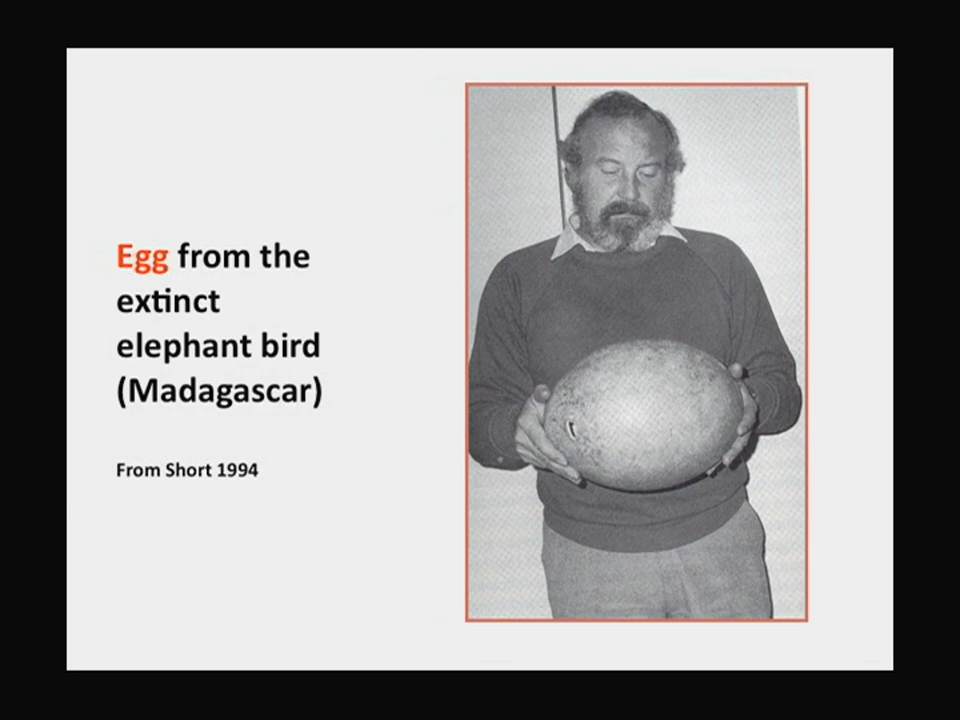 Egg from the
extinct
elephant bird
(Madagascar)
From Short 1994